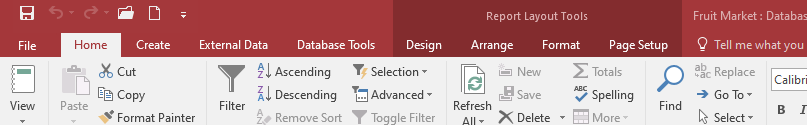 Report Layout Tools
Fruit Market : Databas
File Home Create External Data Database Tools Design Arrange Format Page Setup Tell me what you
View
Paste
Cut
Copy
Format Painter
Filter
Ascending
Descending
Remove Sort
Selection
Advanced
Toggle Filter
Refresh
All
New
Save
Delete
Totals
Spelling
More
Find
Replace
Go To
Select
Calibri
B I